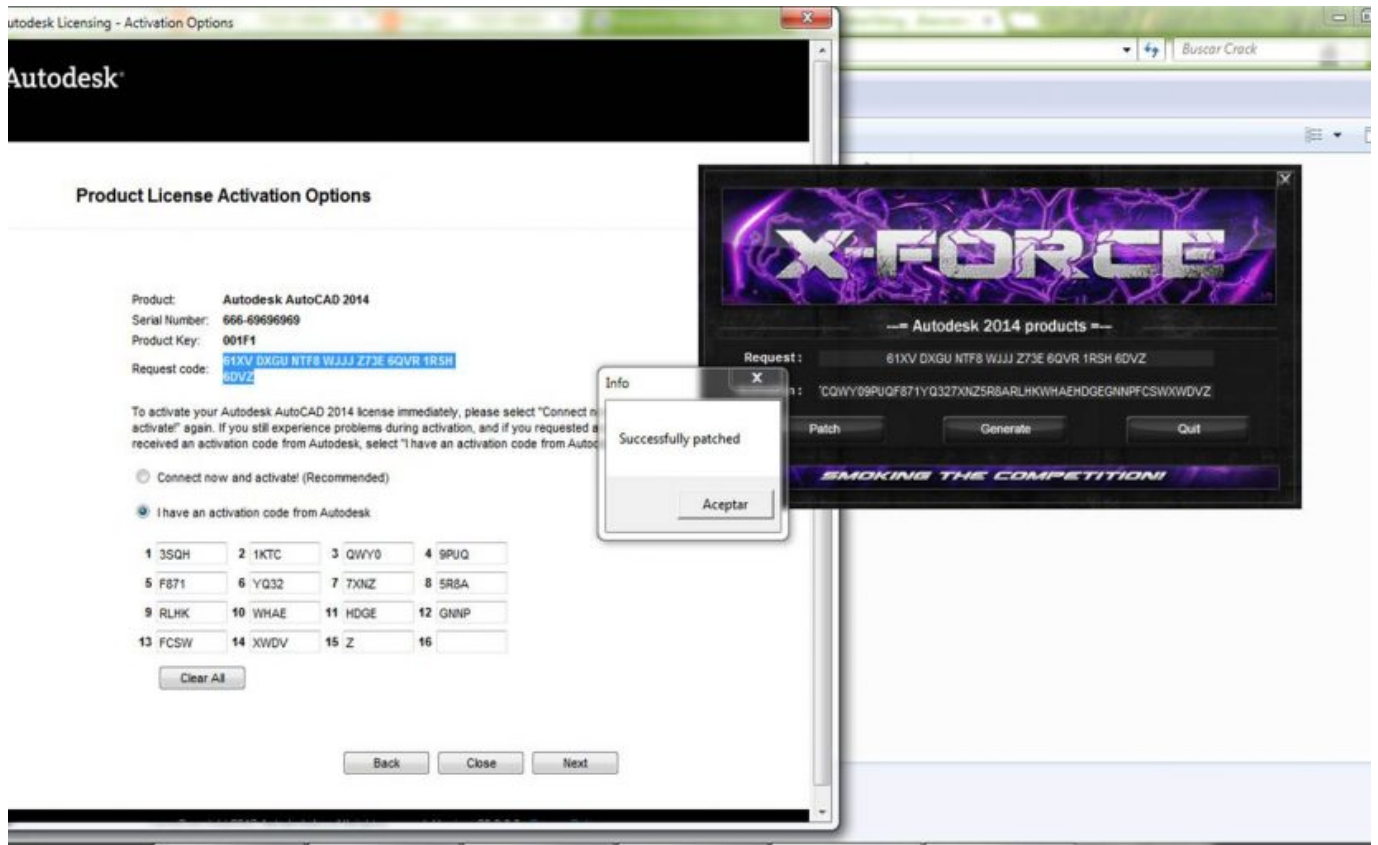 utodesk Licensing - Activation Options
Buscar Crack
Autodesk
Product License Activation Options
Product: Autodesk AutoCAD 2014
Serial Number: 666-69696969
Product Key: 001F1
Request code: 61XV DXGU NTF8 WJJJ Z73E 6QVR 1RSH
6DVZ
To activate your Autodesk AutoCAD 2014 license immediately, please select "Connect n
activate!" again. If you still experience problems during activation, and if you requested a
received an activation code from Autodesk, select "I have an activation code from Autod
Connect now and activate! (Recommended)
I have an activation code from Autodesk
1 3SQH 2 1KTC 3 QWY0 4 9PUQ
5 F871 6 YQ32 7 7XNZ 8 5R8A
9 RLHK 10 WHAE 11 HDGE 12 GNNP
13 FCSW 14 XWDV 15 Z 16
Clear All
Back Close Next
Info
Successfully patched
Aceptar
X-FORCE
---= Autodesk 2014 products =---
Request : 61XV DXGU NTF8 WJJJ Z73E 6QVR 1RSH 6DVZ
n : TCQWY09PUQF871YQ327XNZ5R8ARLHKWHAEHDGEGNNPFCSWXWDVZ
Patch Generate Quit
SMOKING THE COMPETITION!